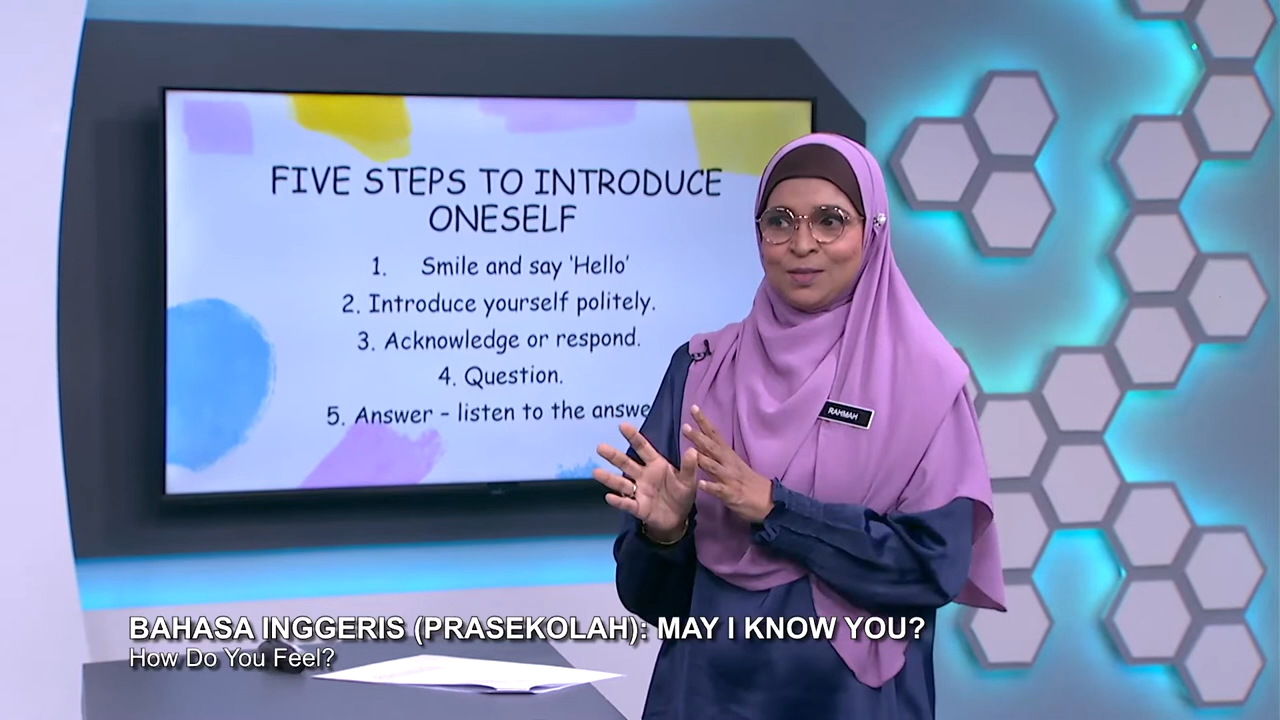 FIVE STEPS TO INTRODUCE
ONESELF
1. Smile and say 'Hello'
2. Introduce yourself politely.
3. Acknowledge or respond.
4. Question.
5. Answer – listen to the answe
RAHMAH
BAHASA INGGERIS (PRASEKOLAH): MAY I KNOW YOU?
How Do You Feel?